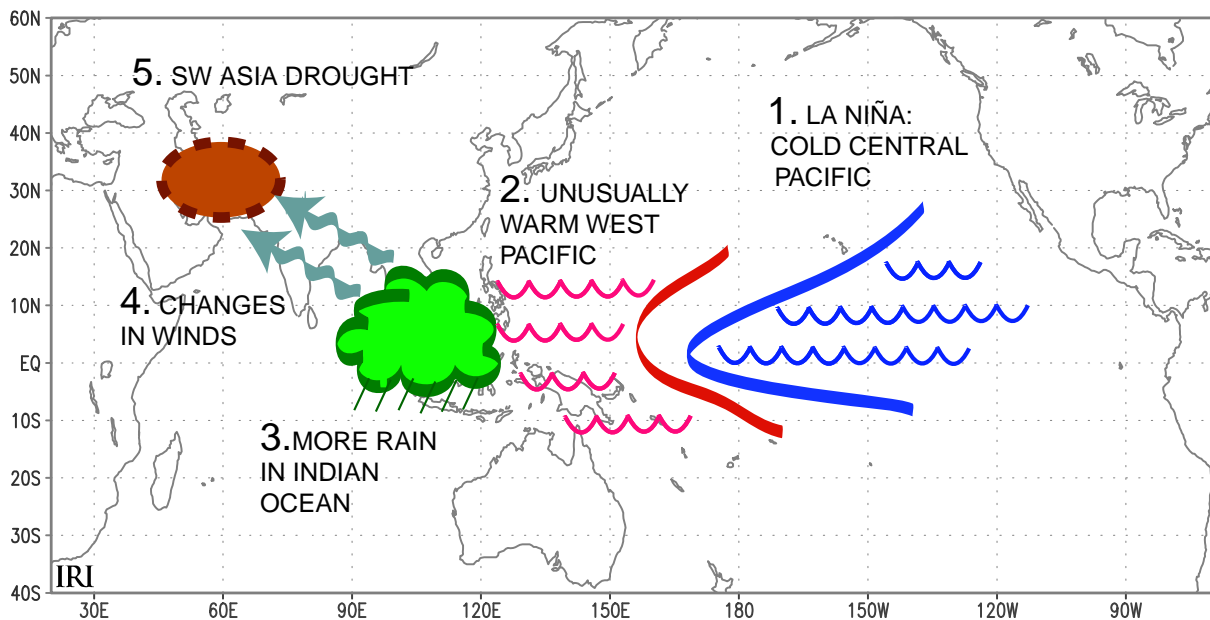 60N
50N
40N
30N
20N
10N
EQ
10S
20S
30S
40S
5. SW ASIA DROUGHT
1. LA NIÑA:
COLD CENTRAL
PACIFIC
2. UNUSUALLY
WARM WEST
PACIFIC
4. CHANGES
IN WINDS
3.MORE RAIN
IN INDIAN
OCEAN
IRI
30E 60E 90E 120E 150E 180 150W 120W 90W